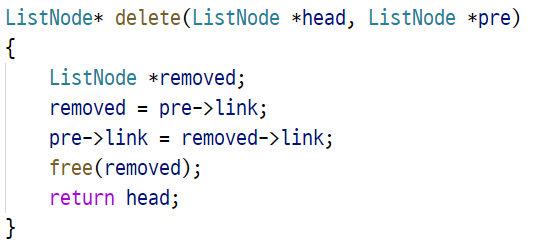 ListNode* delete(ListNode *head, ListNode *pre)
{
    ListNode *removed;
    removed = pre->link;
    pre->link = removed->link;
    free(removed);
    return head;
}